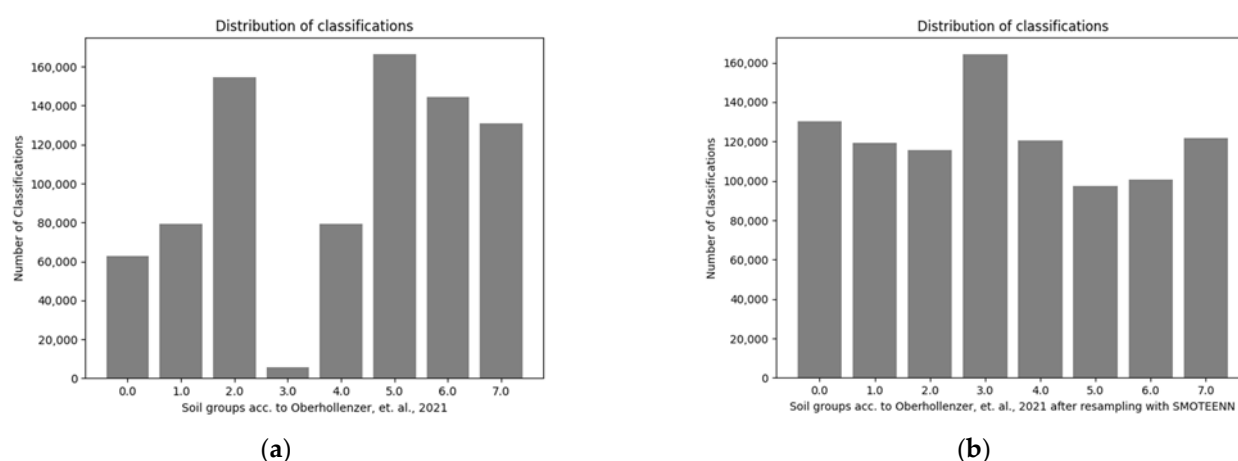 Distribution of classifications
Number of Classifications
160,000
140,000
120,000
100,000
80,000
60,000
40,000
20,000
0
0.0 1.0 2.0 3.0 4.0 5.0 6.0 7.0
Soil groups acc. to Oberhollenzer, et. al., 2021
(a)
Distribution of classifications
Number of Classifications
160,000
140,000
120,000
100,000
80,000
60,000
40,000
20,000
0
0.0 1.0 2.0 3.0 4.0 5.0 6.0 7.0
Soil groups acc. to Oberhollenzer, et. al., 2021 after resampling with SMOTEENN
(b)